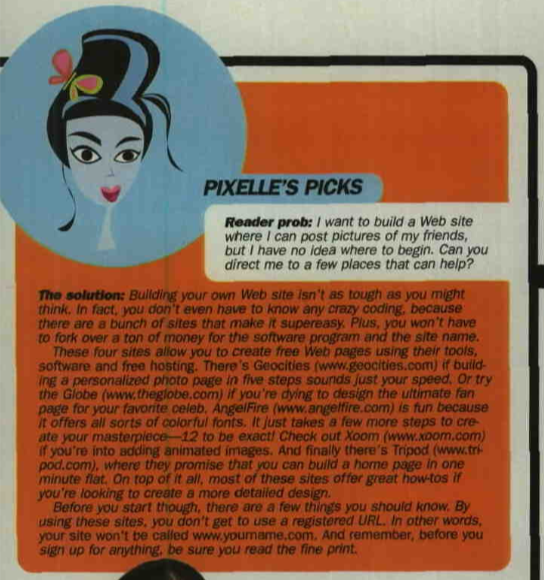 PIXELLE'S PICKS
Reader prob: I want to build a Web site
where I can post pictures of my friends,
but I have no idea where to begin. Can you
direct me to a few places that can help?
The solution: Building your own Web site isn't as tough as you might
think. In fact, you don't even have to know any crazy coding, because
there are a bunch of sites that make it supereasy. Plus, you won't have
to fork over a ton of money for the software program and the site name.
These four sites allow you to create free Web pages using their tools,
software and free hosting. There's Geocities (www.geocities.com) if build-
ing a personalized photo page in five steps sounds just your speed. Or try
the Globe (www.theglobe.com) if you're dying to design the ultimate fan
page for your favorite celeb. AngelFire (www.angelfire.com) is fun because
it offers all sorts of colorful fonts. It just takes a few more steps to cre-
ate your masterpiece—12 to be exact! Check out Xoom (www.xoom.com)
if you're into adding animated images. And finally there's Tripod (www.tri-
pod.com), where they promise that you can build a home page in one
minute flat. On top of it all, most of these sites offer great how-tos if
you're looking to create a more detailed design.
Before you start though, there are a few things you should know. By
using these sites, you don't get to use a registered URL. In other words,
your site won't be called www.yourname.com. And remember, before you
sign up for anything, be sure you read the fine print.